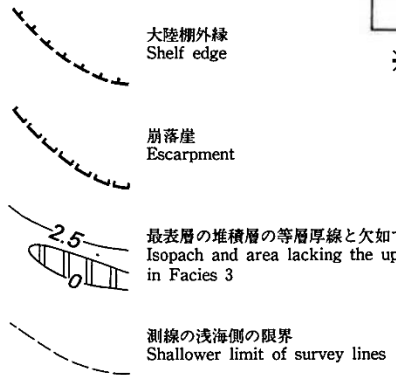 大陸棚外縁
Shelf edge
崩落崖
Escarpment
2.5
0
最表層の堆積層の等層厚線と欠如
Isopach and area lacking the
in Facies 3
測線の浅海側の限界
Shallower limit of survey lines